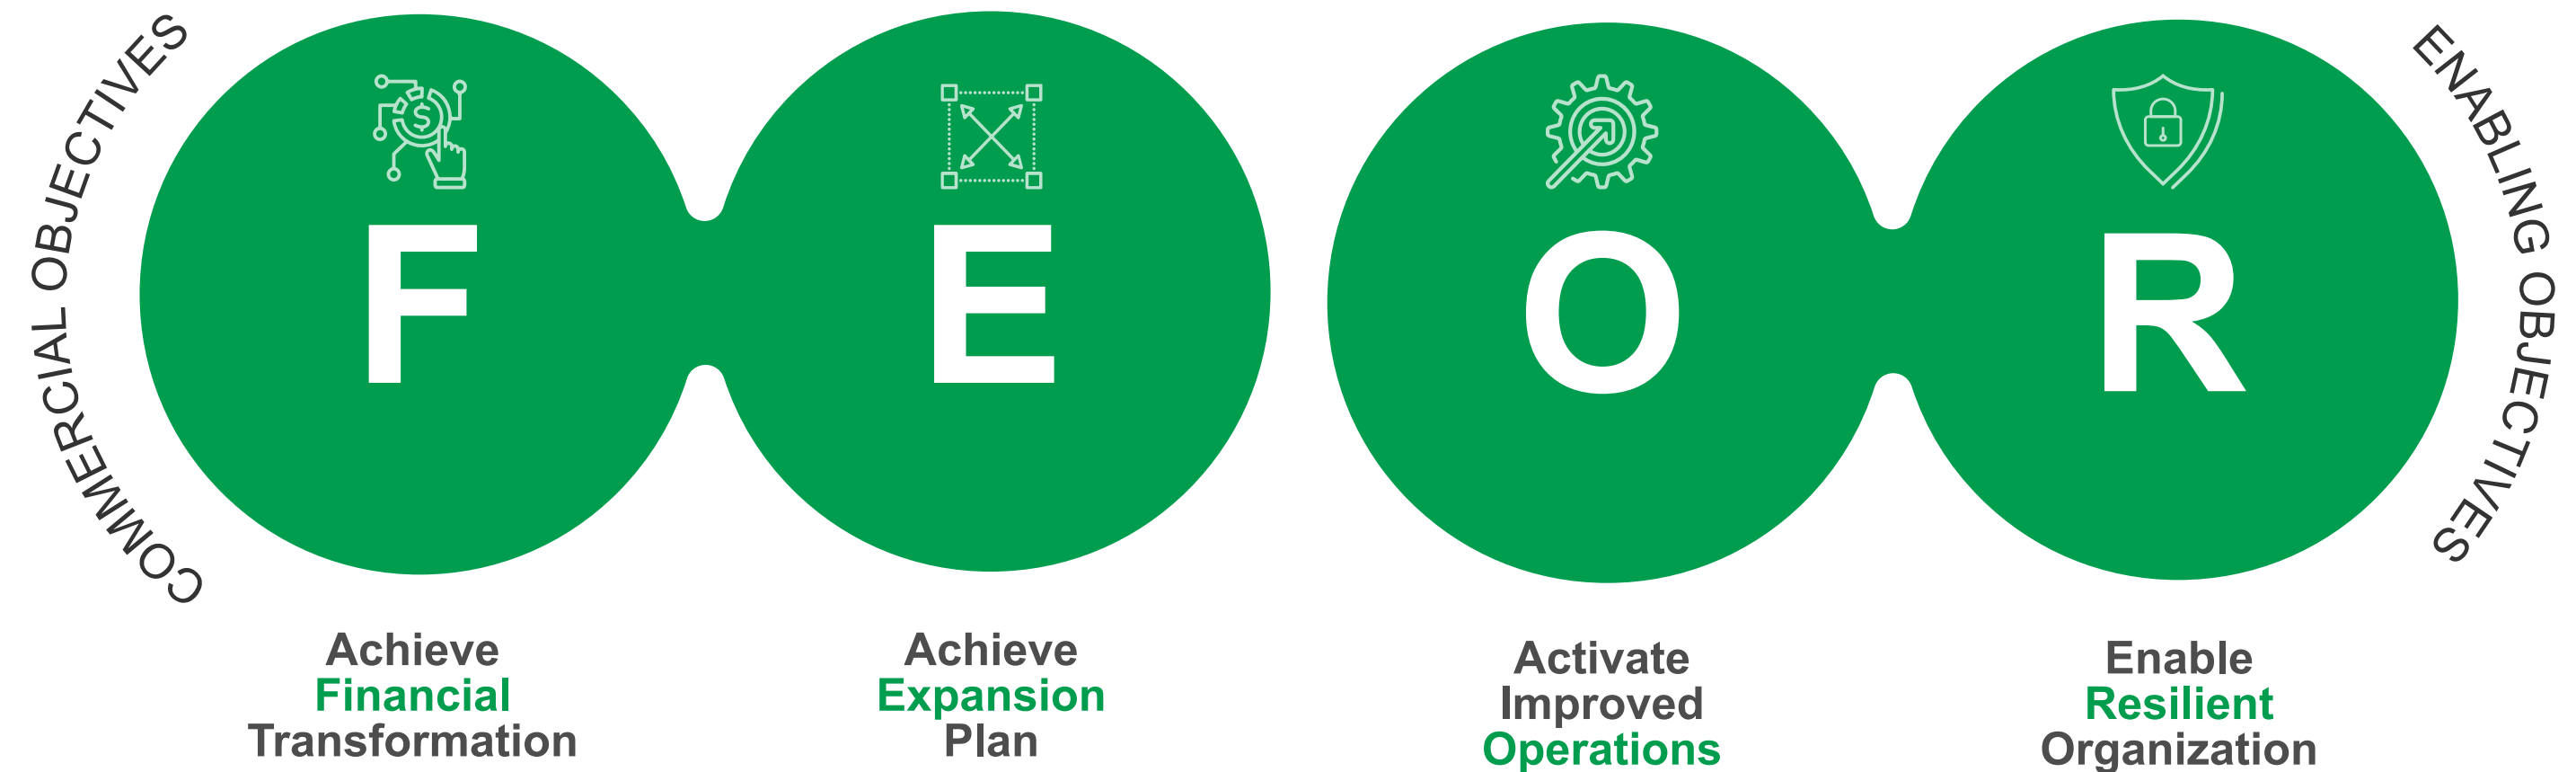 COMMERCIAL OBJECTIVES
F
E
O
R
ENABLING OBJECTIVES
Achieve
Financial
Transformation
Achieve
Expansion
Plan
Activate
Improved
Operations
Enable
Resilient
Organization